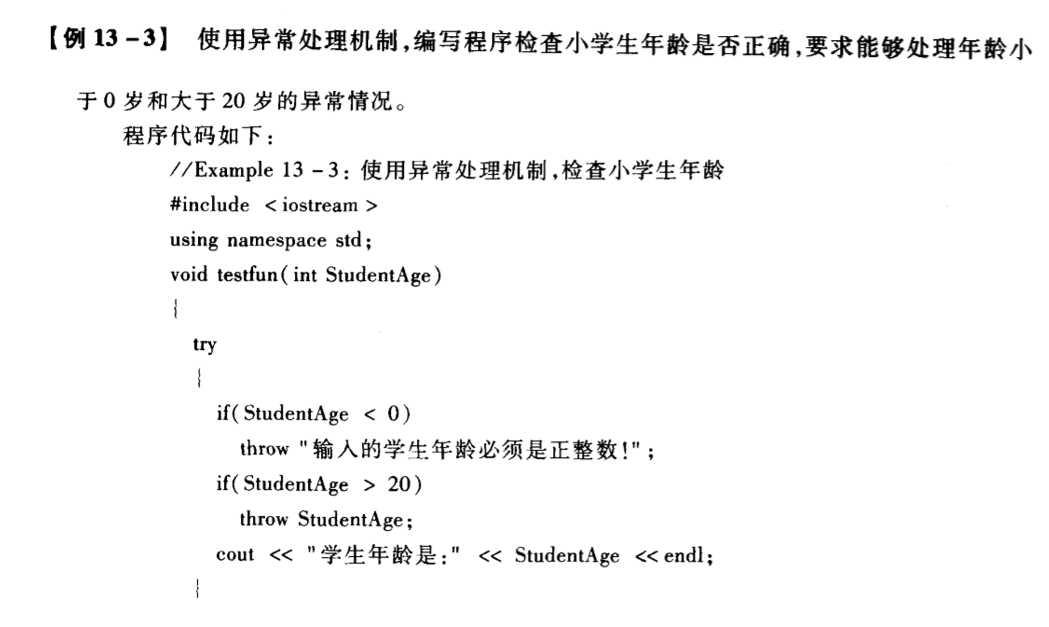 【例 13-3】 使用异常处理机制,编写程序检查小学生年龄是否正确,要求能够处理年龄小
于 0 岁和大于 20 岁的异常情况。
程序代码如下:
//Example 13-3: 使用异常处理机制,检查小学生年龄
#include <iostream>
using namespace std;
void testfun(int StudentAge)
{
try
{
if(StudentAge < 0)
throw "输入的学生年龄必须是正整数!";
if(StudentAge > 20)
throw StudentAge;
cout << "学生年龄是:" << StudentAge <<endl;
}